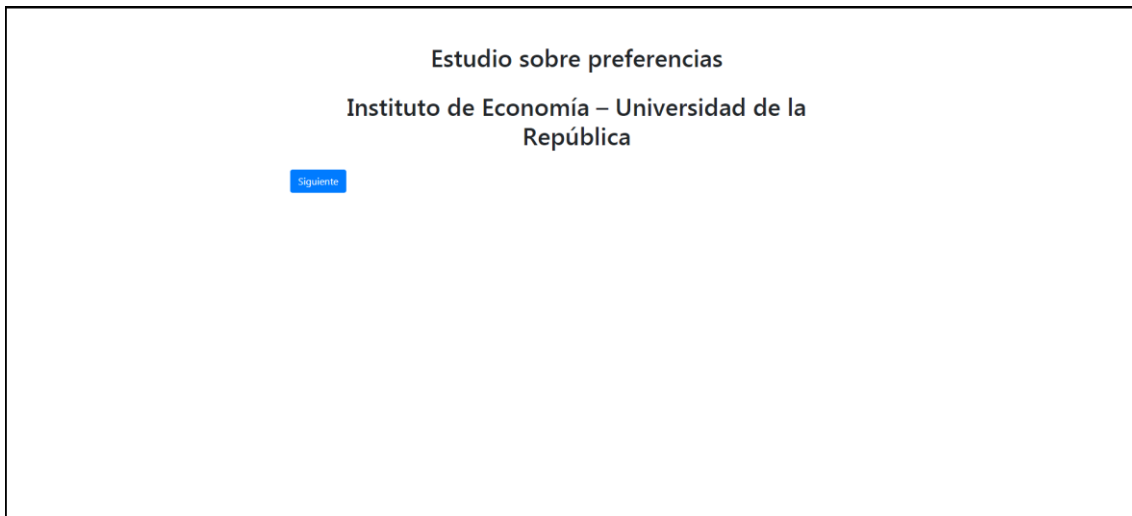 Estudio sobre preferencias
Instituto de Economía – Universidad de la
República
Siguiente